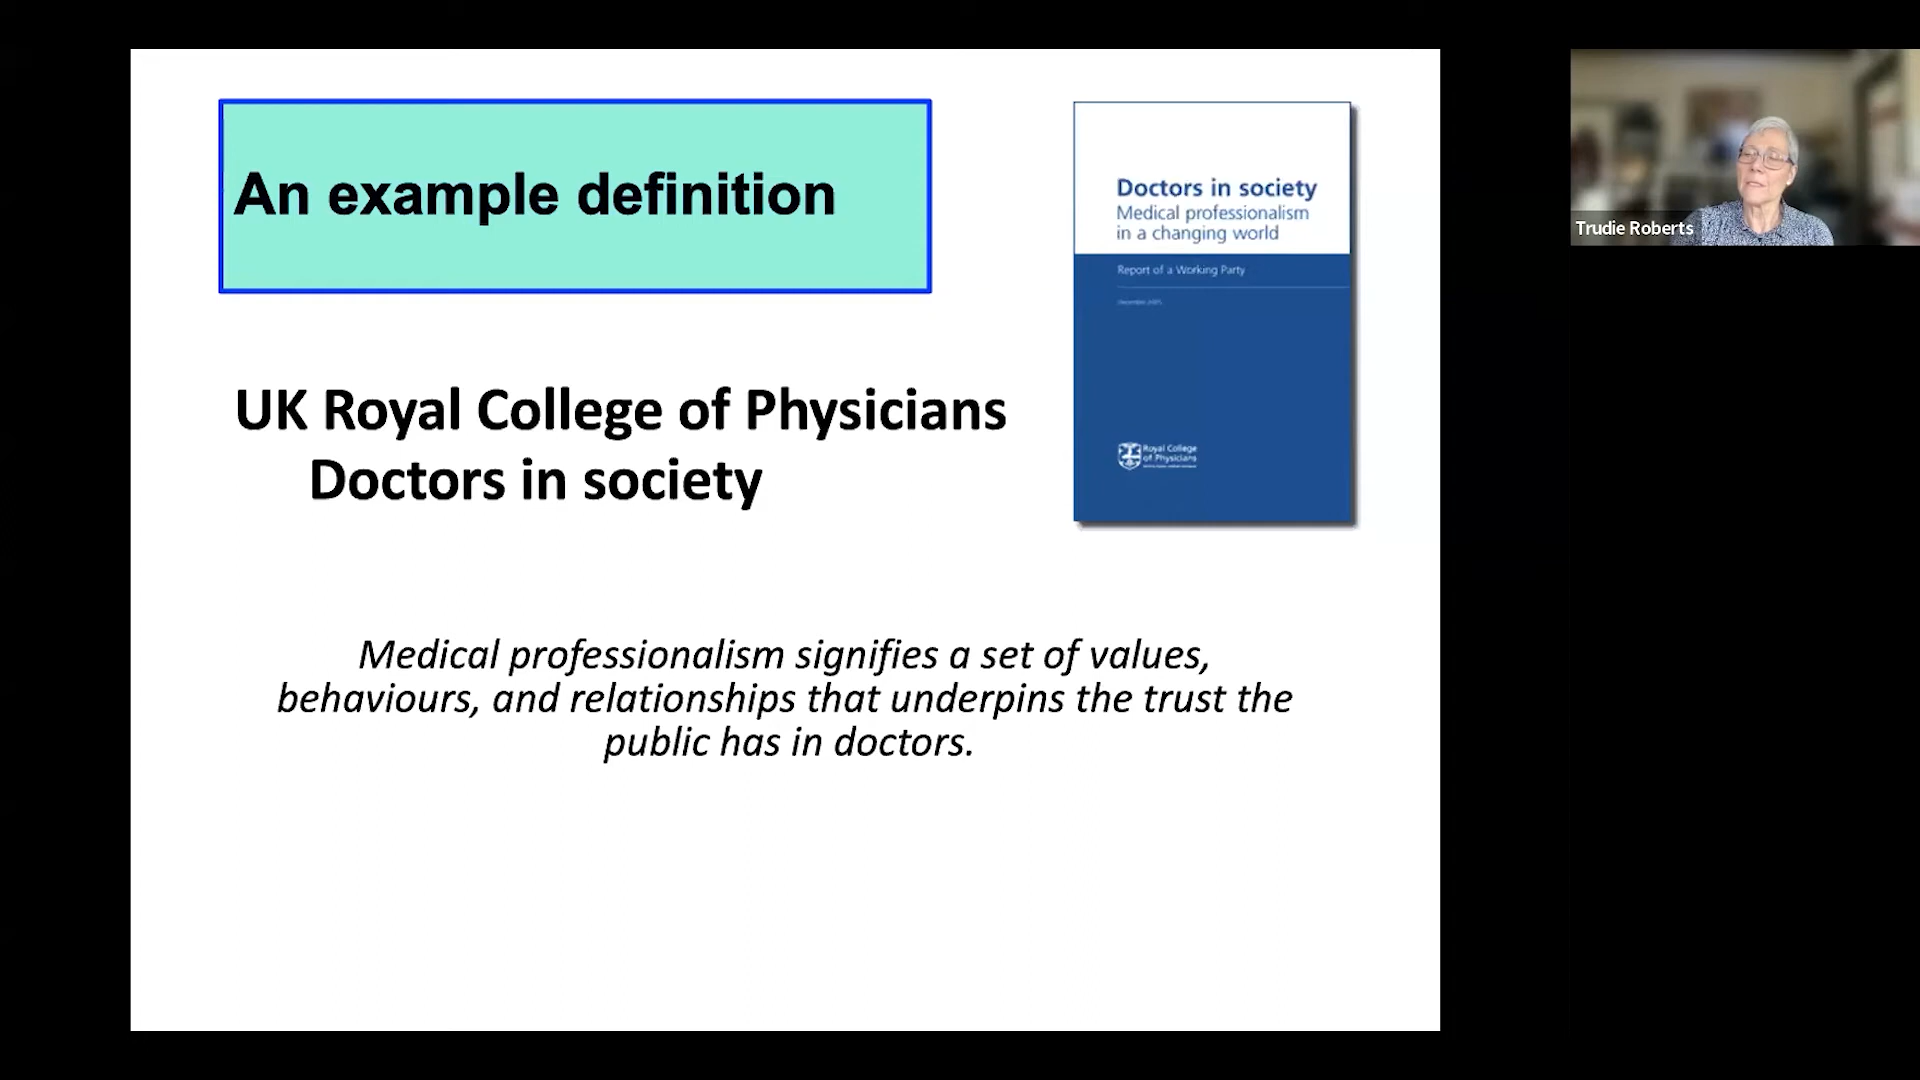 An example definition
UK Royal College of Physicians
Doctors in society
Medical professionalism signifies a set of values,
behaviours, and relationships that underpins the trust the
public has in doctors.
Doctors in society
Medical professionalism
in a changing world
Report of a Working Party
December 2005
Royal College
of Physicians
Trudie Roberts